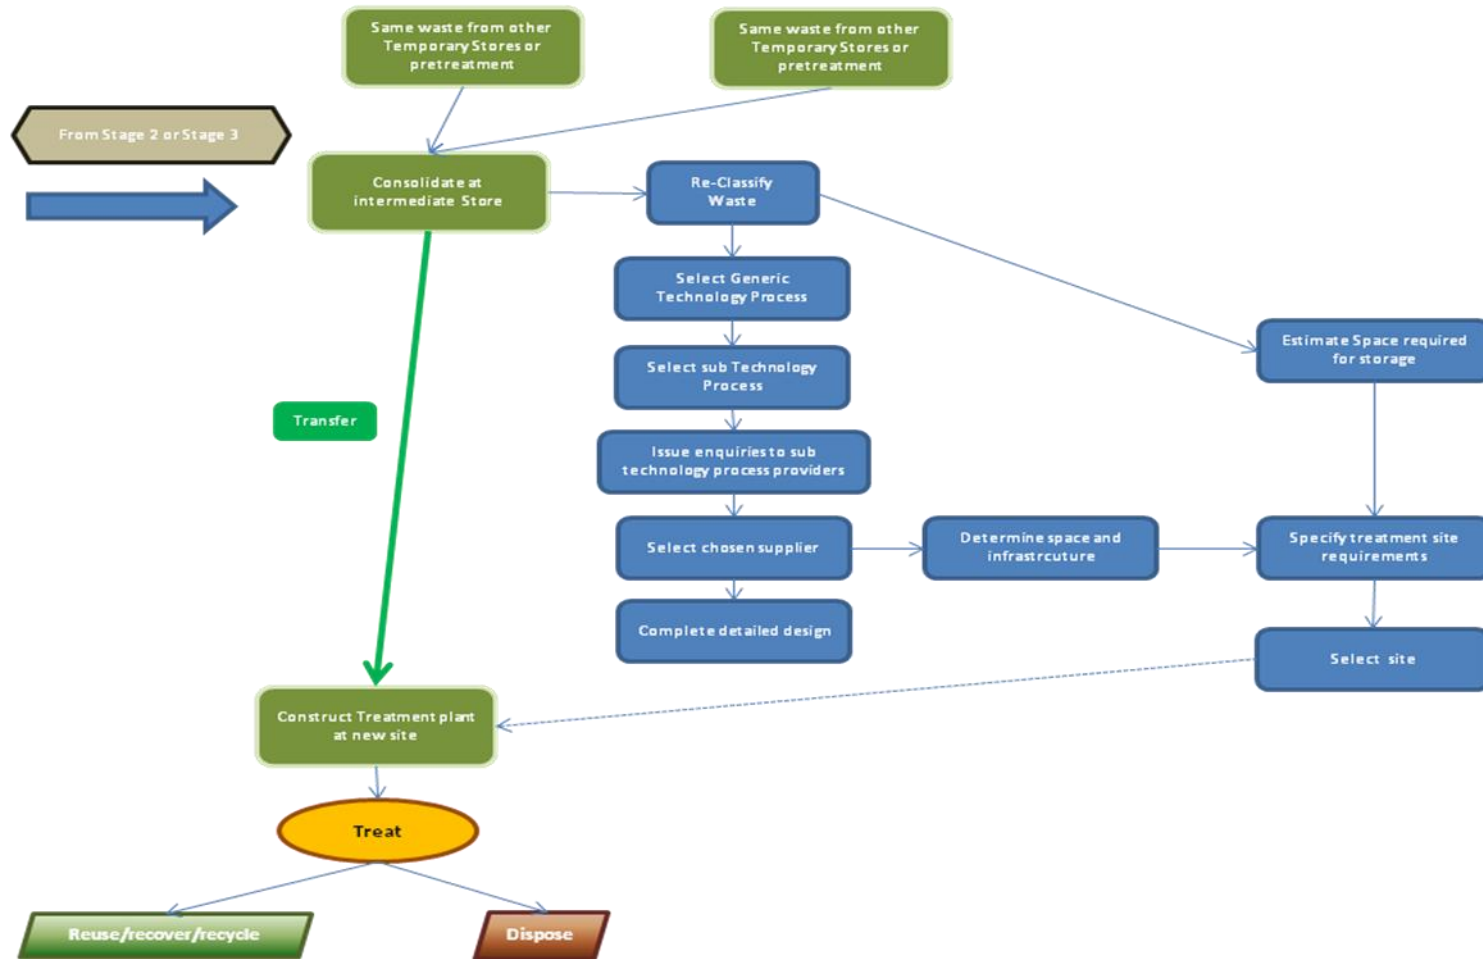 Same waste from other
Temporary Stores or
pretreatment
Same waste from other
Temporary Stores or
pretreatment
From Stage 2 or Stage 3
Consolidate at
intermediate Store
Re-Classify
Waste
Select Generic
Technology Process
Estimate Space required
for storage
Select sub Technology
Process
Transfer
Issue enquiries to sub
technology process providers
Select chosen supplier
Determine space and
infrastrcuture
Specify treatment site
requirements
Complete detailed design
Select site
Construct Treatment plant
at new site
Treat
Reuse/recover/recycle
Dispose